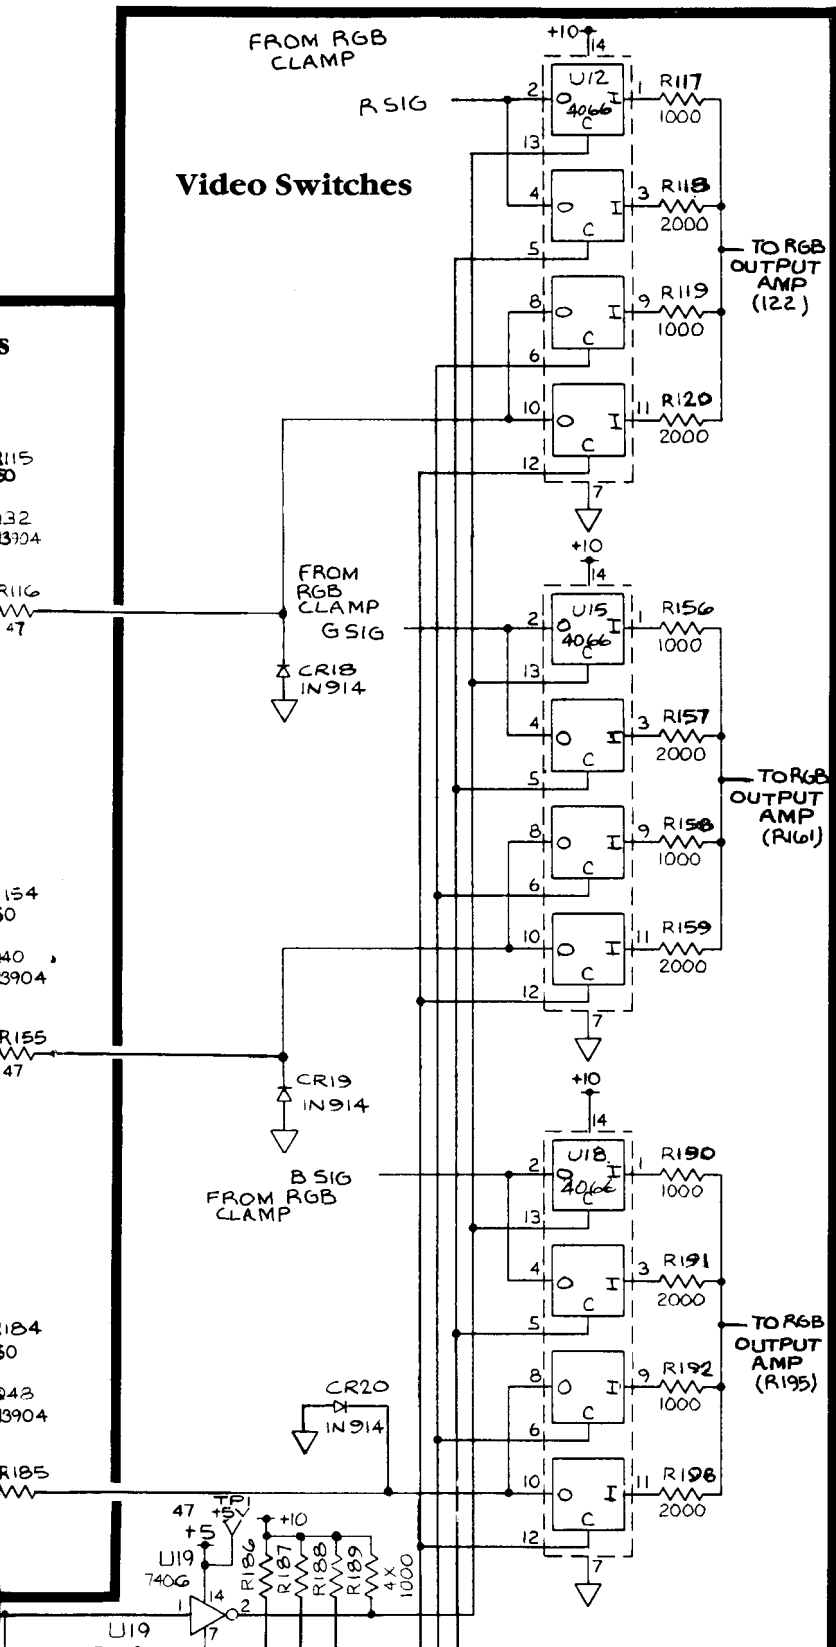 FROM RGB
CLAMP
R SIG
Video Switches
+10
14
U12
4066
2 O I 1
C
13
R117
1000
4 O I 3
C
5
R118
2000
TO RGB
OUTPUT
AMP
(122)
8 O I 9
C
6
R119
1000
10 O I 11
C
12
R120
2000
7
s
R115
132
3904
R116
47
FROM
RGB
CLAMP
G SIG
CR18
IN914
+10
14
U15
4066
2 O I 1
C
13
R156
1000
4 O I 3
C
5
R157
2000
TO RGB
OUTPUT
AMP
(R161)
8 O I 9
C
6
R158
1000
10 O I 11
C
12
R159
2000
7
154
40
3904
R155
47
CR19
IN914
B SIG
FROM RGB
CLAMP
+10
14
U18
4066
2 O I 1
C
13
R190
1000
4 O I 3
C
5
R191
2000
TO RGB
OUTPUT
AMP
(R195)
8 O I 9
C
6
R192
1000
10 O I 11
C
12
2000
7
184
248
3904
R185
47
CR20
IN914
TP1
+5
+5
+10
U19
7406
R186
R187
R188
R189
4X
1000
1
14
2
7
U19